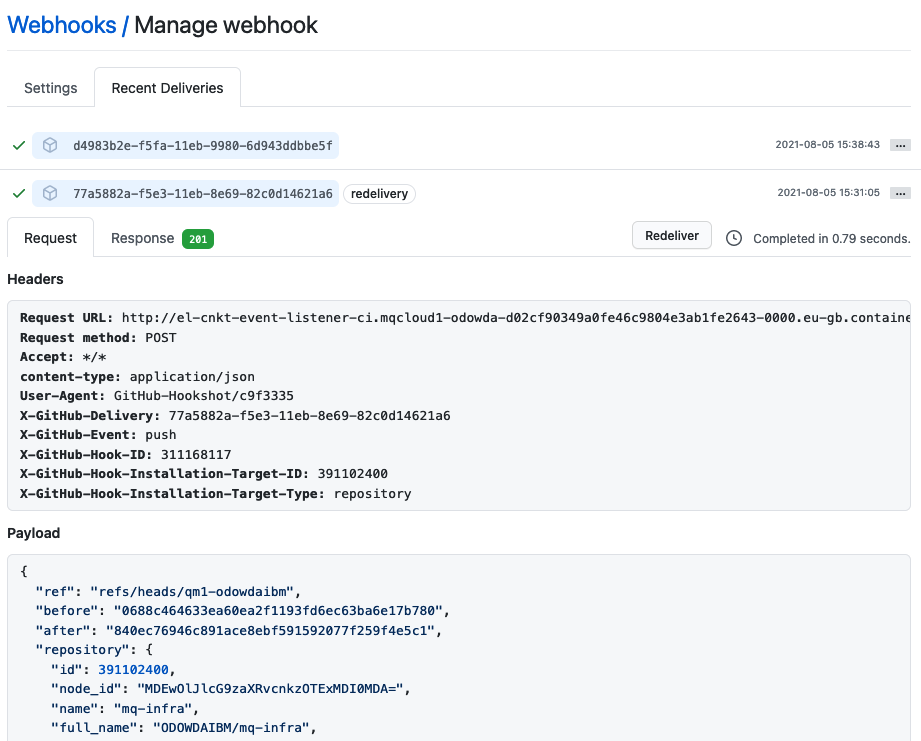 Webhooks / Manage webhook
Settings
Recent Deliveries
d4983b2e-f5fa-11eb-9980-6d943ddbbe5f
2021-08-05 15:38:43
...
77a5882a-f5e3-11eb-8e69-82c0d14621a6
redelivery
2021-08-05 15:31:05
...
Request
Response 201
Redeliver
Completed in 0.79 seconds.
Headers
Request URL: http://el-cnkt-event-listener-ci.mqcloud1-odowda-d02cf90349a0fe46c9804e3ab1fe2643-0000.eu-gb.containe
Request method: POST
Accept: */*
content-type: application/json
User-Agent: GitHub-Hookshot/c9f3335
X-GitHub-Delivery: 77a5882a-f5e3-11eb-8e69-82c0d14621a6
X-GitHub-Event: push
X-GitHub-Hook-ID: 311168117
X-GitHub-Hook-Installation-Target-ID: 391102400
X-GitHub-Hook-Installation-Target-Type: repository
Payload
{
"ref": "refs/heads/qm1-odowdaibm",
"before": "0688c464633ea60ea2f1193fd6ec63ba6e17b780",
"after": "840ec76946c891ace8ebf591592077f259f4e5c1",
"repository": {
"id": 391102400,
"node_id": "MDEwOlJlcG9zaXRvcnkzOTExMDI0MDA=",
"name": "mq-infra",
"full_name": "ODOWDAIBM/mq-infra",